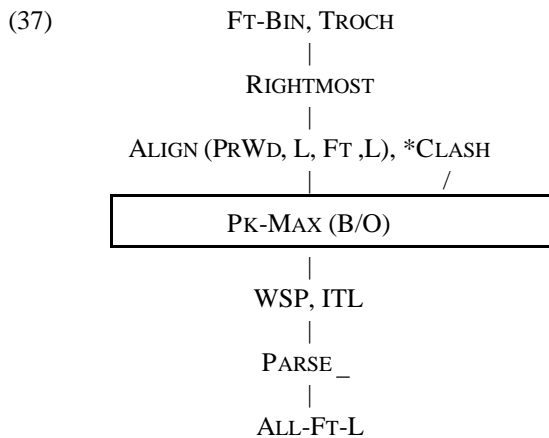 (37) FT-BIN, TROCH
|
RIGHTMOST
|
ALIGN (PRWD, L, FT ,L), *CLASH
| /
PK-MAX (B/O)
|
WSP, ITL
|
PARSE _
|
ALL-FT-L